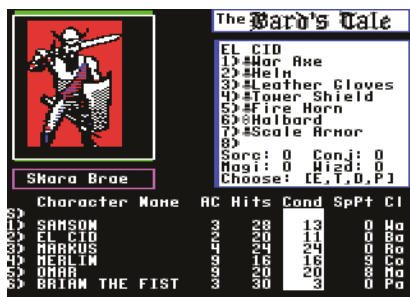 The Bard's Tale
EL CID
1) War Axe
2) Helm
3) Leather Gloves
4) Tower Shield
5) Fire Horn
6) Halbard
7) Scale Armor
8)
Sorc: 0 Conj: 0
Magi: 0 Wizd: 0
Choose: [E,T,D,P]
Skara Brae
Character Name AC Hits Cond SpPt Cl
S)
1) SAMSON 3 28 13 0 Wa
2) EL CID 2 20 11 0 Ba
3) MARKUS 4 24 24 0 Ro
4) MERLIN 9 16 16 9 Co
5) OMAR 9 20 20 8 Ma
6) BRIAN THE FIST 3 30 3 0 Pa